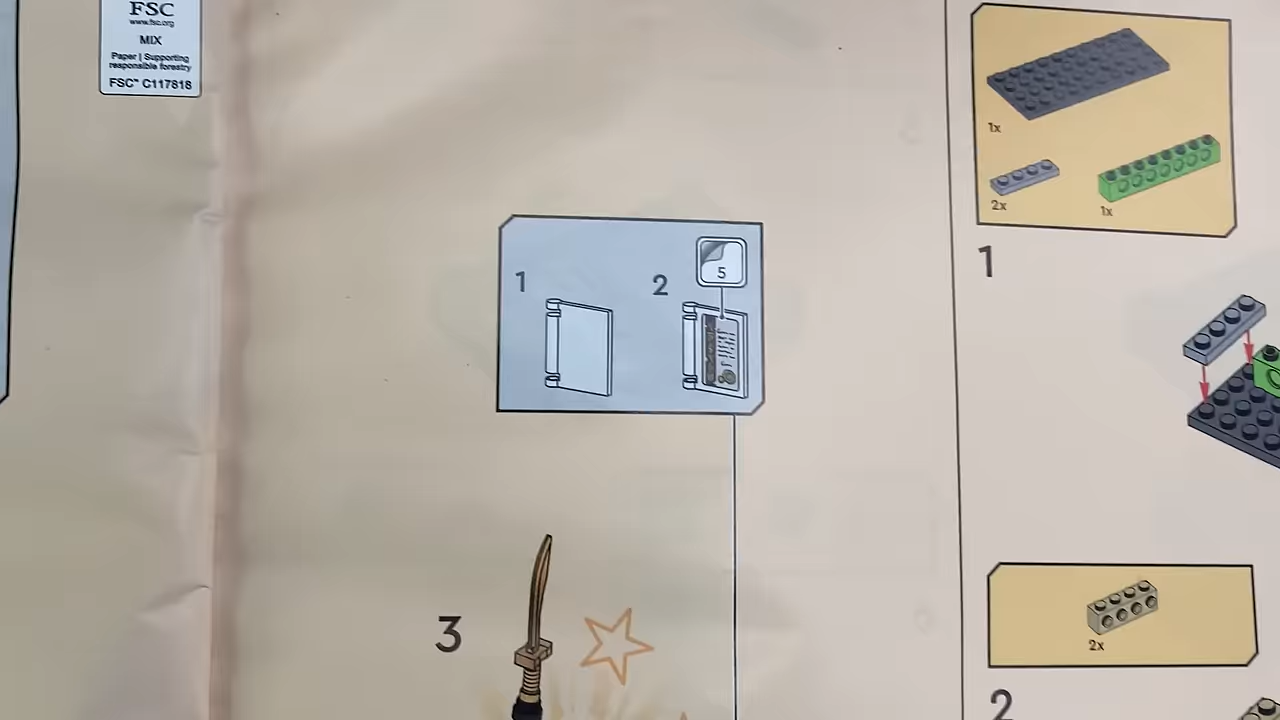 FSC
www.fsc.org
MIX
Paper | Supporting
responsible forestry
FSC™ C117818
1
2
5
3
1x
2x
1x
1
2x
2